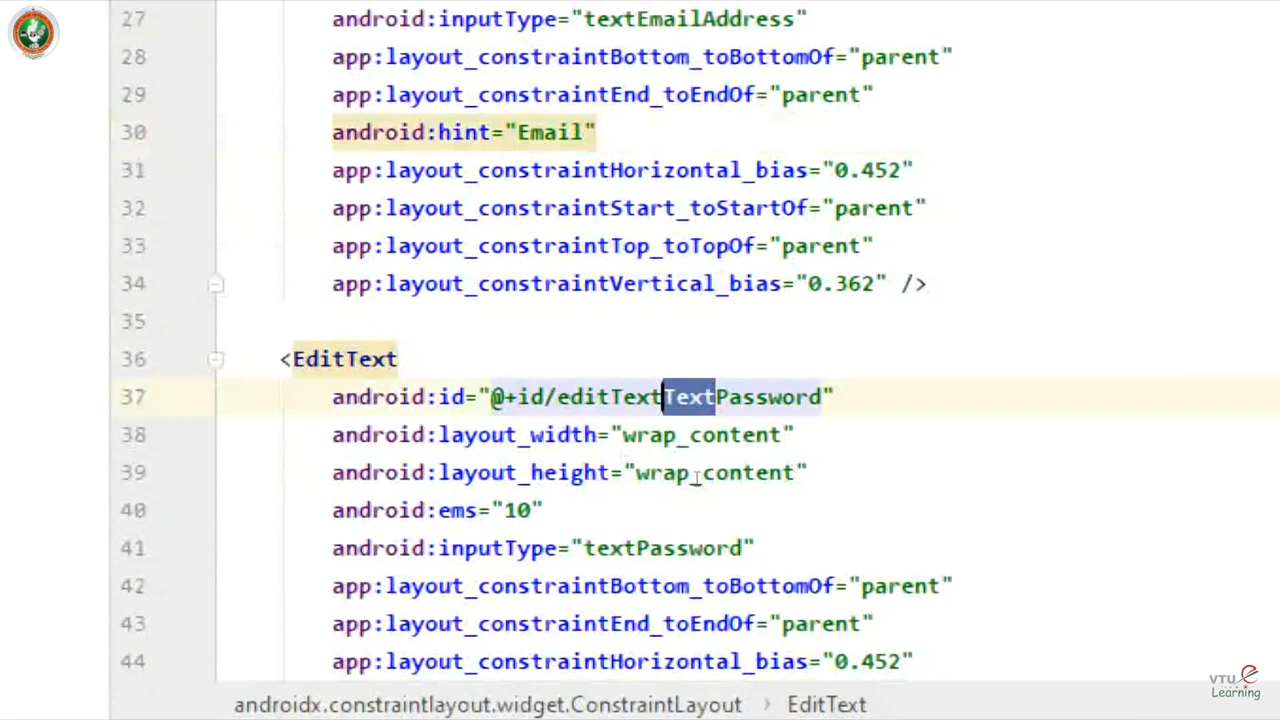 27 android:inputType="textEmailAddress"
28 app:layout_constraintBottom_toBottomOf="parent"
29 app:layout_constraintEnd_toEndOf="parent"
30 android:hint="Email"
31 app:layout_constraintHorizontal_bias="0.452"
32 app:layout_constraintStart_toStartOf="parent"
33 app:layout_constraintTop_toTopOf="parent"
34 app:layout_constraintVertical_bias="0.362" />
35
36 <EditText
37 android:id="@+id/editTextTextPassword"
38 android:layout_width="wrap_content"
39 android:layout_height="wrap_content"
40 android:ems="10"
41 android:inputType="textPassword"
42 app:layout_constraintBottom_toBottomOf="parent"
43 app:layout_constraintEnd_toEndOf="parent"
44 app:layout_constraintHorizontal_bias="0.452"
androidx.constraintlayout.widget.ConstraintLayout › EditText
VTU e
Learning